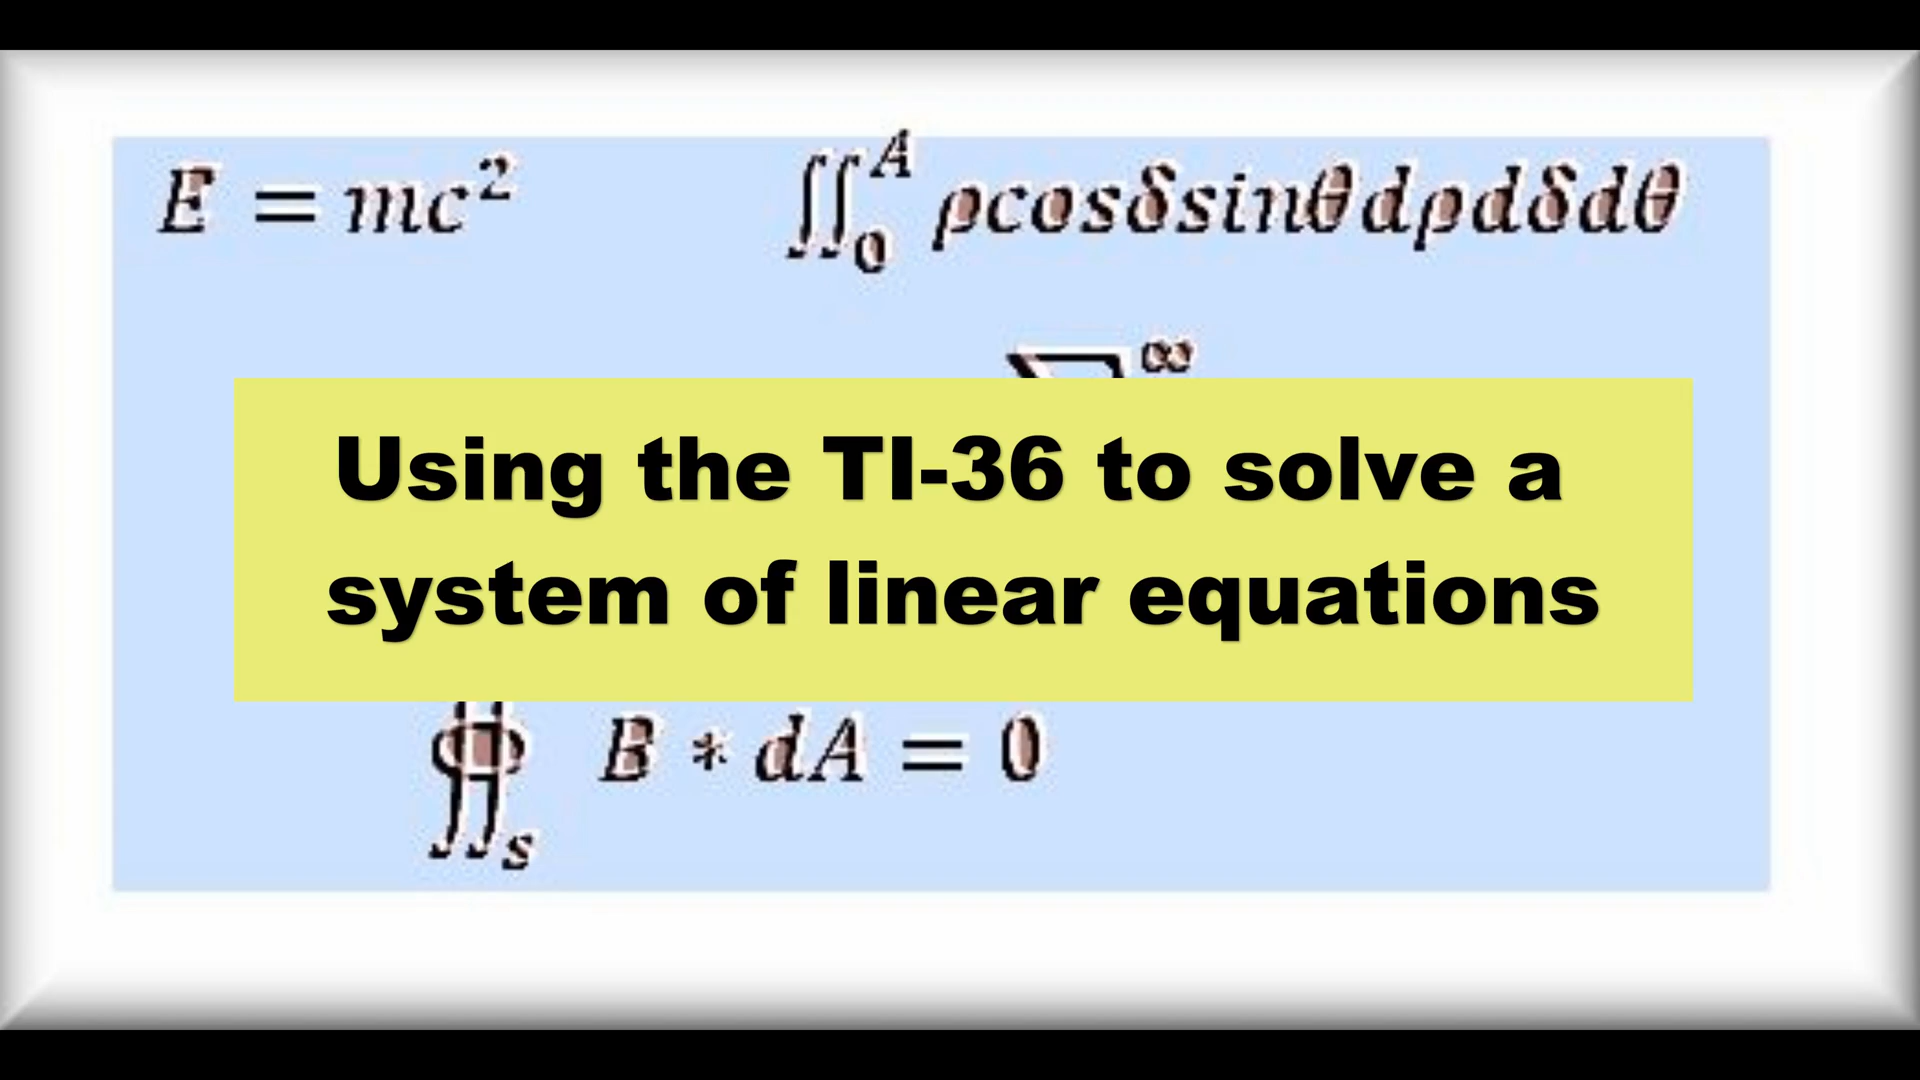 E = mc²
∬₀ᴬ ρcosδsinθdρdδdθ
∞
Using the TI-36 to solve a
system of linear equations
∯s B * dA = 0